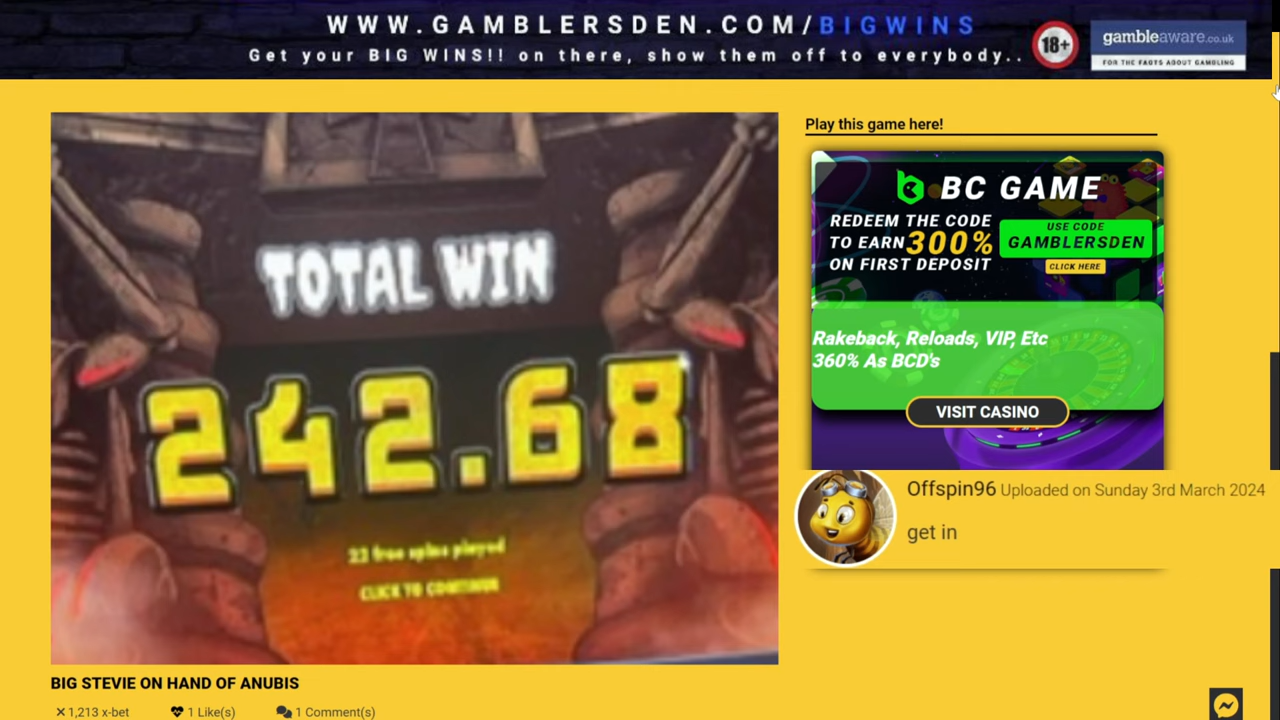 WWW.GAMBLERSDEN.COM/BIGWINS
Get your BIG WINS!! on there, show them off to everybody..
18+
gambleaware.co.uk
FOR THE FACTS ABOUT GAMBLING
TOTAL WIN
242.68
23 free spins played
CLICK TO CONTINUE
BIG STEVIE ON HAND OF ANUBIS
1,213 x-bet
1 Like(s)
1 Comment(s)
Play this game here!
BC GAME
REDEEM THE CODE
TO EARN 300%
ON FIRST DEPOSIT
USE CODE
GAMBLERSDEN
CLICK HERE
Rakeback, Reloads, VIP, Etc
360% As BCD's
VISIT CASINO
Offspin96 Uploaded on Sunday 3rd March 2024
get in